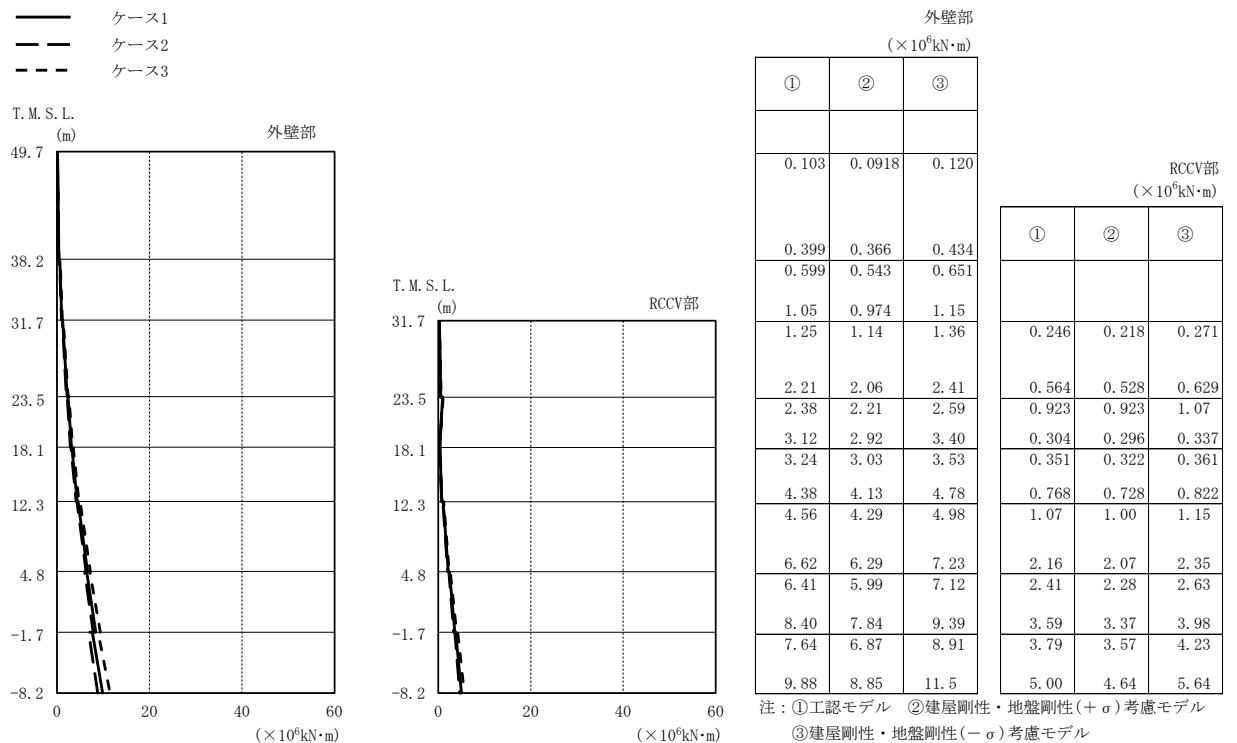 ケース1
ケース2
ケース3
T.M.S.L.
(m)
外壁部
49.7
38.2
31.7
23.5
18.1
12.3
4.8
-1.7
-8.2
0 20 40 60
(×10⁶kN・m)
T.M.S.L.
(m)
RCCV部
31.7
23.5
18.1
12.3
4.8
-1.7
-8.2
0 20 40 60
(×10⁶kN・m)
外壁部
(×10⁶kN・m)
① ② ③
0.103 0.0918 0.120
0.399 0.366 0.434
0.599 0.543 0.651
1.05 0.974 1.15
1.25 1.14 1.36
2.21 2.06 2.41
2.38 2.21 2.59
3.12 2.92 3.40
3.24 3.03 3.53
4.38 4.13 4.78
4.56 4.29 4.98
6.62 6.29 7.23
6.41 5.99 7.12
8.40 7.84 9.39
7.64 6.87 8.91
9.88 8.85 11.5
RCCV部
(×10⁶kN・m)
① ② ③
0.246 0.218 0.271
0.564 0.528 0.629
0.923 0.923 1.07
0.304 0.296 0.337
0.351 0.322 0.361
0.768 0.728 0.822
1.07 1.00 1.15
2.16 2.07 2.35
2.41 2.28 2.63
3.59 3.37 3.98
3.79 3.57 4.23
5.00 4.64 5.64
注：①工認モデル ②建屋剛性・地盤剛性(＋σ)考慮モデル
③建屋剛性・地盤剛性(－σ)考慮モデル